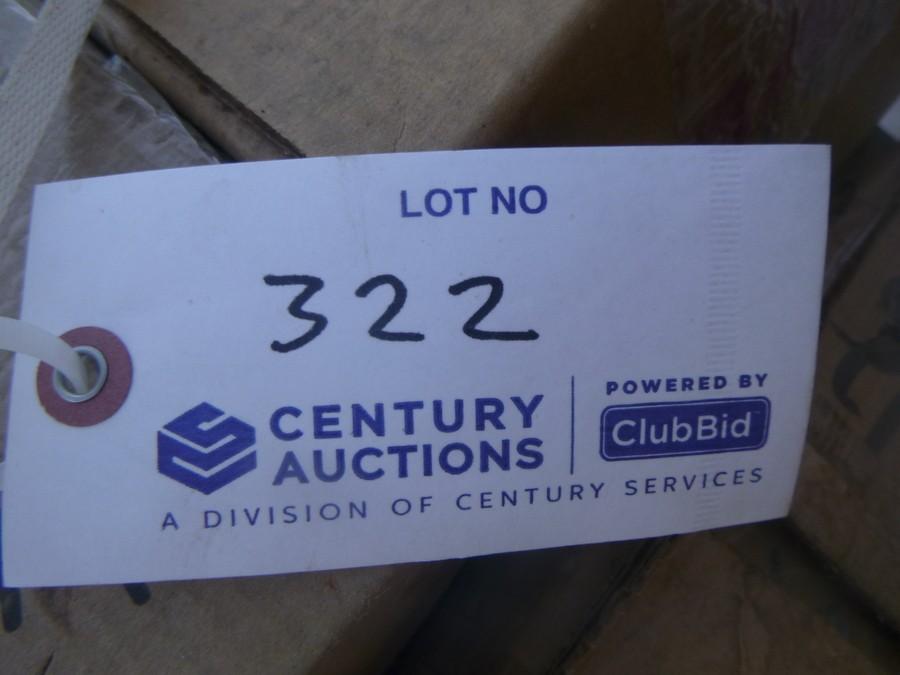 LOT NO
322
CENTURY
AUCTIONS
POWERED BY
ClubBid
A DIVISION OF CENTURY SERVICES